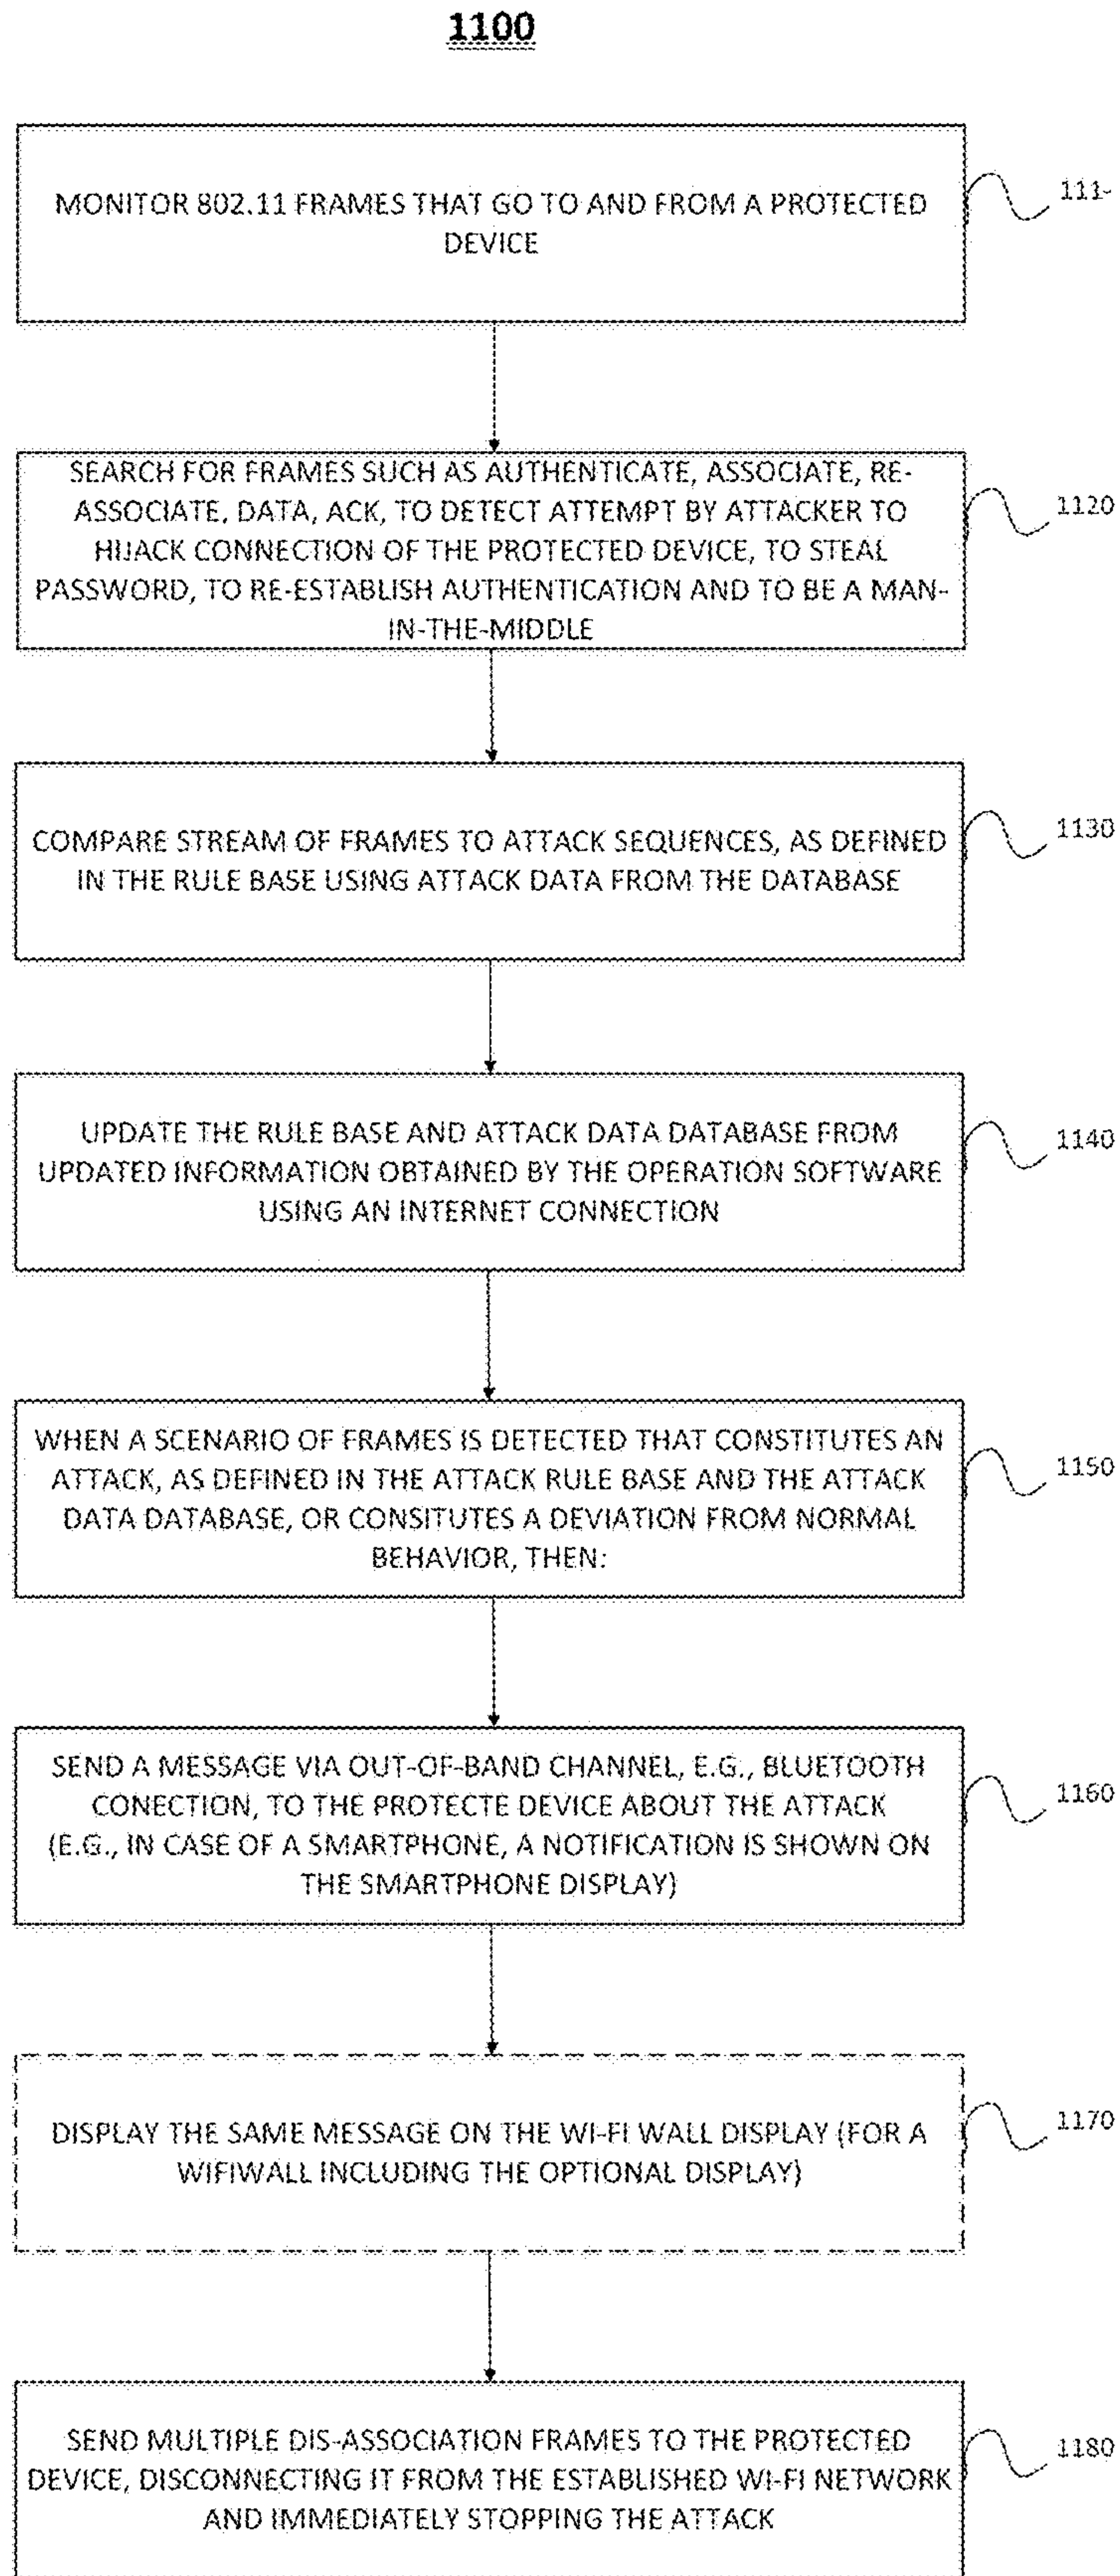 1100
MONITOR 802.11 FRAMES THAT GO TO AND FROM A PROTECTED
DEVICE
111-
SEARCH FOR FRAMES SUCH AS AUTHENTICATE, ASSOCIATE, RE-
ASSOCIATE, DATA, ACK, TO DETECT ATTEMPT BY ATTACKER TO
HIJACK CONNECTION OF THE PROTECTED DEVICE, TO STEAL
PASSWORD, TO RE-ESTABLISH AUTHENTICATION AND TO BE A MAN-
IN-THE-MIDDLE
1120
COMPARE STREAM OF FRAMES TO ATTACK SEQUENCES, AS DEFINED
IN THE RULE BASE USING ATTACK DATA FROM THE DATABASE
1130
UPDATE THE RULE BASE AND ATTACK DATA DATABASE FROM
UPDATED INFORMATION OBTAINED BY THE OPERATION SOFTWARE
USING AN INTERNET CONNECTION
1140
WHEN A SCENARIO OF FRAMES IS DETECTED THAT CONSTITUTES AN
ATTACK, AS DEFINED IN THE ATTACK RULE BASE AND THE ATTACK
DATA DATABASE, OR CONSITUTES A DEVIATION FROM NORMAL
BEHAVIOR, THEN:
1150
SEND A MESSAGE VIA OUT-OF-BAND CHANNEL, E.G., BLUETOOTH
CONECTION, TO THE PROTECTE DEVICE ABOUT THE ATTACK
(E.G., IN CASE OF A SMARTPHONE, A NOTIFICATION IS SHOWN ON
THE SMARTPHONE DISPLAY)
1160
DISPLAY THE SAME MESSAGE ON THE WI-FI WALL DISPLAY (FOR A
WIFIWALL INCLUDING THE OPTIONAL DISPLAY)
1170
SEND MULTIPLE DIS-ASSOCIATION FRAMES TO THE PROTECTED
DEVICE, DISCONNECTING IT FROM THE ESTABLISHED WI-FI NETWORK
AND IMMEDIATELY STOPPING THE ATTACK
1180